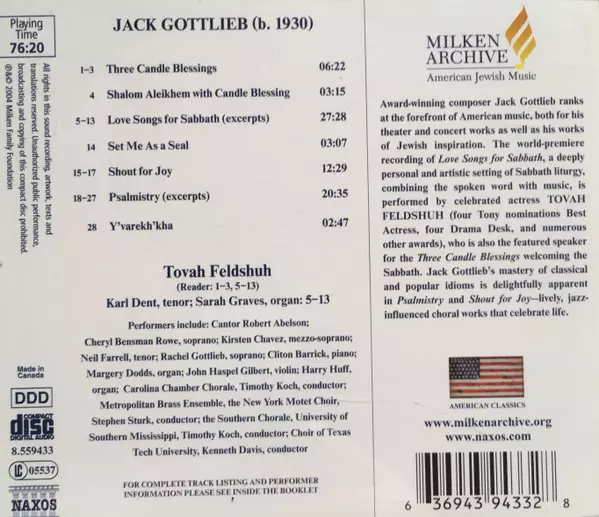 Playing
Time
76:20
All rights in this sound recording, artwork, texts and
translations reserved. Unauthorized public performance,
broadcasting and copying of this compact disc prohibited.
℗&© 2004 Milken Family Foundation
Made in
Canada
DDD
COMPACT
disc
DIGITAL AUDIO
8.559433
LC 05537
NAXOS
JACK GOTTLIEB (b. 1930)
1–3 Three Candle Blessings 06:22
4 Shalom Aleikhem with Candle Blessing 03:15
5–13 Love Songs for Sabbath (excerpts) 27:28
14 Set Me As a Seal 03:07
15–17 Shout for Joy 12:29
18–27 Psalmistry (excerpts) 20:35
28 Y'varekh'kha 02:47
Tovah Feldshuh
(Reader: 1–3, 5–13)
Karl Dent, tenor; Sarah Graves, organ: 5–13
Performers include: Cantor Robert Abelson;
Cheryl Bensman Rowe, soprano; Kirsten Chavez, mezzo-soprano;
Neil Farrell, tenor; Rachel Gottlieb, soprano; Cliton Barrick, piano;
Margery Dodds, organ; John Haspel Gilbert, violin; Harry Huff,
organ; Carolina Chamber Chorale, Timothy Koch, conductor;
Metropolitan Brass Ensemble, the New York Motet Choir,
Stephen Sturk, conductor; the Southern Chorale, University of
Southern Mississippi, Timothy Koch, conductor; Choir of Texas
Tech University, Kenneth Davis, conductor
FOR COMPLETE TRACK LISTING AND PERFORMER
INFORMATION PLEASE SEE INSIDE THE BOOKLET
MILKEN
ARCHIVE
American Jewish Music
Award-winning composer Jack Gottlieb ranks
at the forefront of American music, both for his
theater and concert works as well as his works
of Jewish inspiration. The world-premiere
recording of Love Songs for Sabbath, a deeply
personal and artistic setting of Sabbath liturgy,
combining the spoken word with music, is
performed by celebrated actress TOVAH
FELDSHUH (four Tony nominations Best
Actress, four Drama Desk, and numerous
other awards), who is also the featured speaker
for the Three Candle Blessings welcoming the
Sabbath. Jack Gottlieb's mastery of classical
and popular idioms is delightfully apparent
in Psalmistry and Shout for Joy—lively, jazz-
influenced choral works that celebrate life.
AMERICAN CLASSICS
www.milkenarchive.org
www.naxos.com
6 36943 94332 8